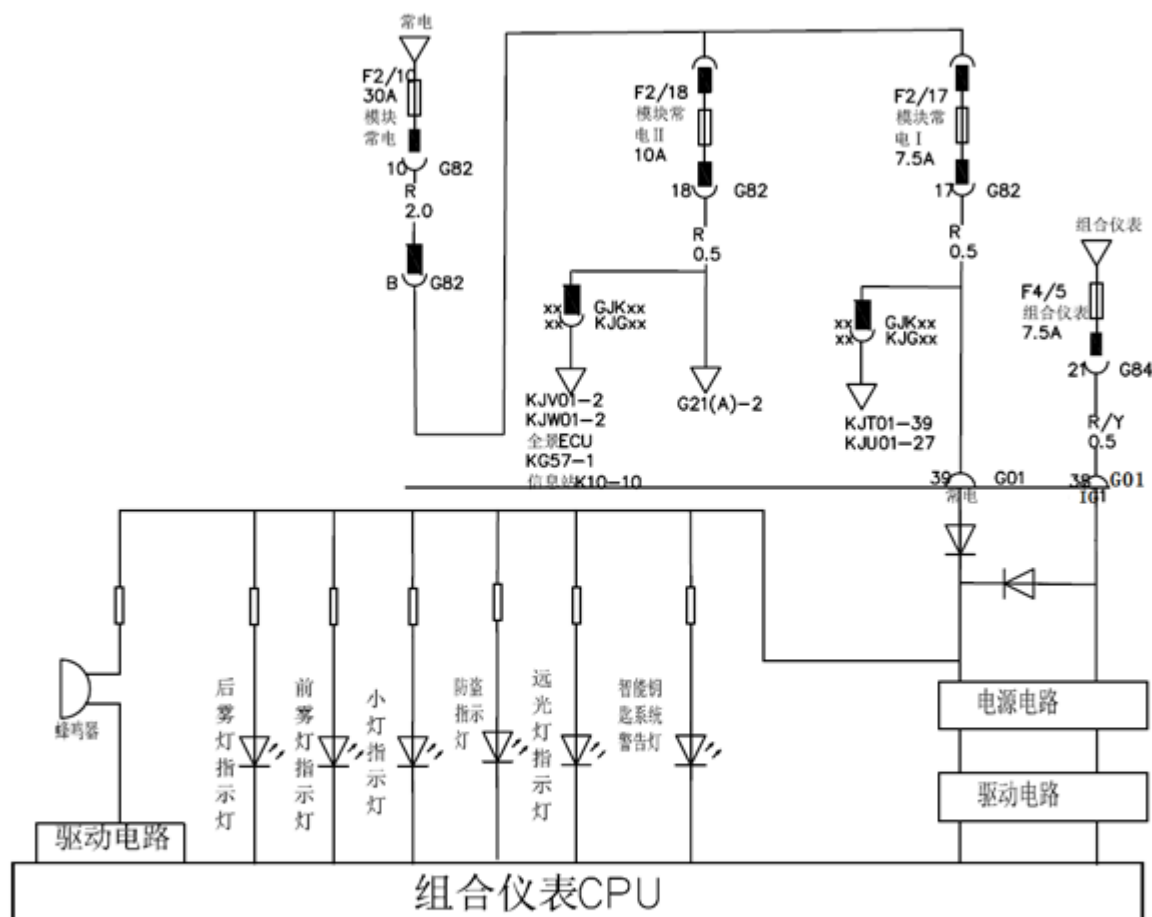 常电
F2/10
30A
模块
常电
10
G82
R
2.0
B
G82
F2/18
模块常
电Ⅱ
10A
18
G82
R
0.5
xx
GJKxx
xx
KJGxx
KJV01-2
KJW01-2
全景ECU
KG57-1
信息站K10-10
G21(A)-2
F2/17
模块常
电Ⅰ
7.5A
17
G82
R
0.5
xx
GJKxx
xx
KJGxx
KJT01-39
KJU01-27
组合仪表
F4/5
组合仪表
7.5A
21
G84
R/Y
0.5
39
G01
常电
38
G01
IG1
蜂鸣器
后雾灯指示灯
前雾灯指示灯
小灯指示灯
防盗
指示
灯
远光灯指示灯
智能钥
匙系统
警告灯
电源电路
驱动电路
驱动电路
组合仪表CPU